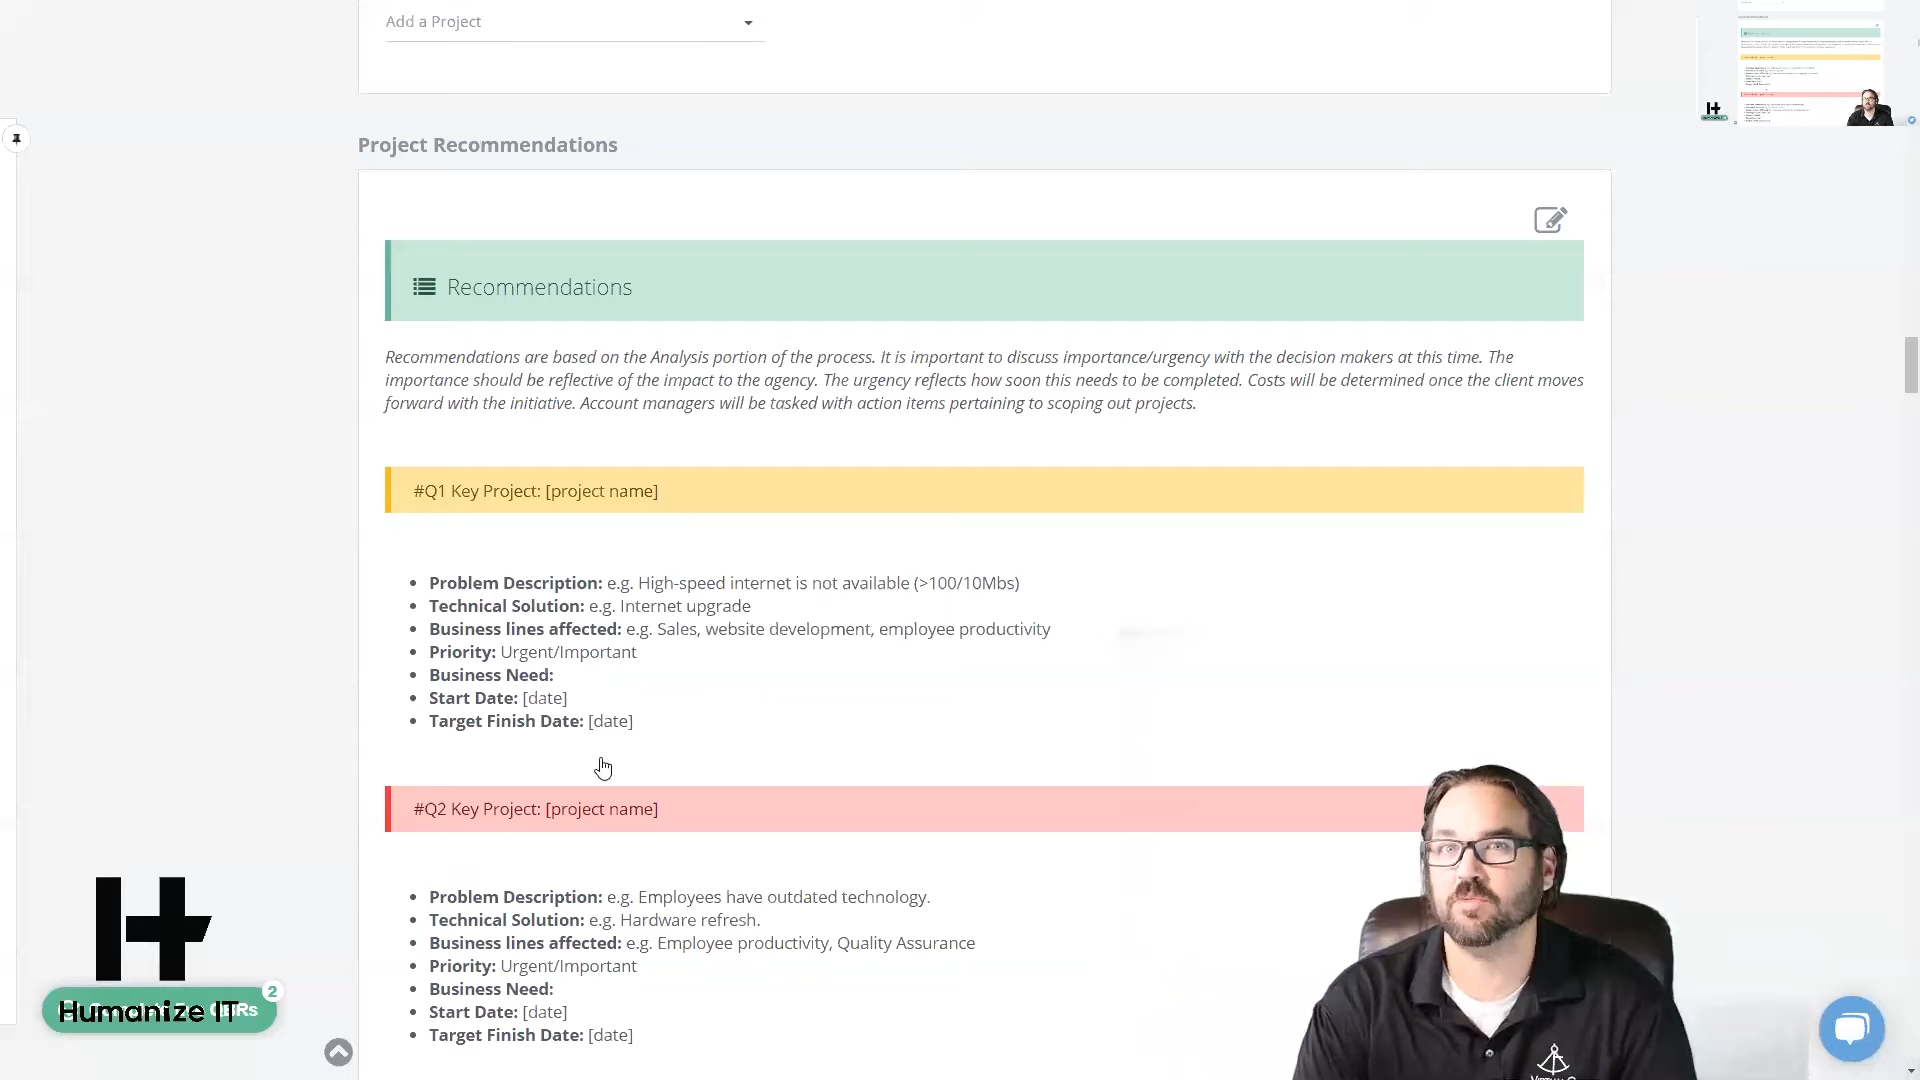 Add a Project
Project Recommendations
Recommendations
Recommendations are based on the Analysis portion of the process. It is important to discuss importance/urgency with the decision makers at this time. The
importance should be reflective of the impact to the agency. The urgency reflects how soon this needs to be completed. Costs will be determined once the client moves
forward with the initiative. Account managers will be tasked with action items pertaining to scoping out projects.
#Q1 Key Project: [project name]
• Problem Description: e.g. High-speed internet is not available (>100/10Mbs)
• Technical Solution: e.g. Internet upgrade
• Business lines affected: e.g. Sales, website development, employee productivity
• Priority: Urgent/Important
• Business Need:
• Start Date: [date]
• Target Finish Date: [date]
#Q2 Key Project: [project name]
• Problem Description: e.g. Employees have outdated technology.
• Technical Solution: e.g. Hardware refresh.
• Business lines affected: e.g. Employee productivity, Quality Assurance
• Priority: Urgent/Important
• Business Need:
• Start Date: [date]
• Target Finish Date: [date]
2
Humanize IT
QBRs